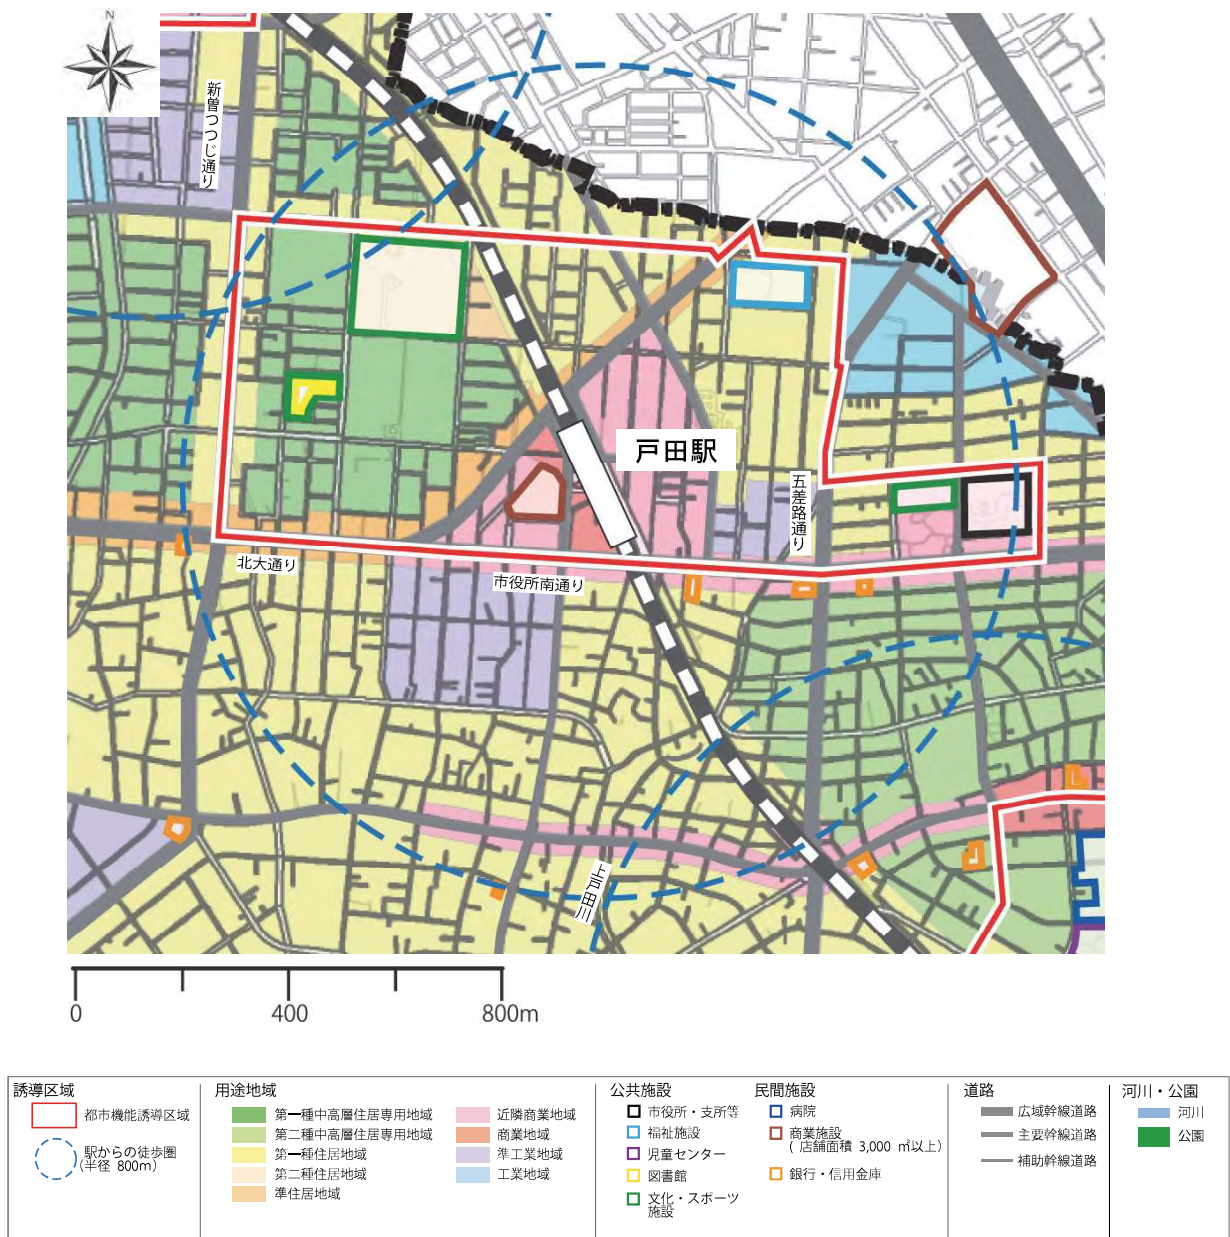 N
新曽つつじ通り
戸田駅
五差路通り
北大通り
市役所南通り
上戸田川
0
400
800m
誘導区域
都市機能誘導区域
駅からの徒歩圏
(半径 800m)
用途地域
第一種中高層住居専用地域
第二種中高層住居専用地域
第一種住居地域
第二種住居地域
準住居地域
近隣商業地域
商業地域
準工業地域
工業地域
公共施設
市役所・支所等
福祉施設
児童センター
図書館
文化・スポーツ
施設
民間施設
病院
商業施設
( 店舗面積 3,000 ㎡以上)
銀行・信用金庫
道路
広域幹線道路
主要幹線道路
補助幹線道路
河川・公園
河川
公園